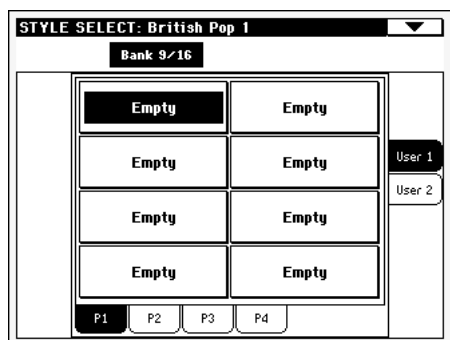 STYLE SELECT: British Pop 1
Bank 9/16
Empty Empty
Empty Empty
User 1
User 2
Empty Empty
Empty Empty
P1 P2 P3 P4